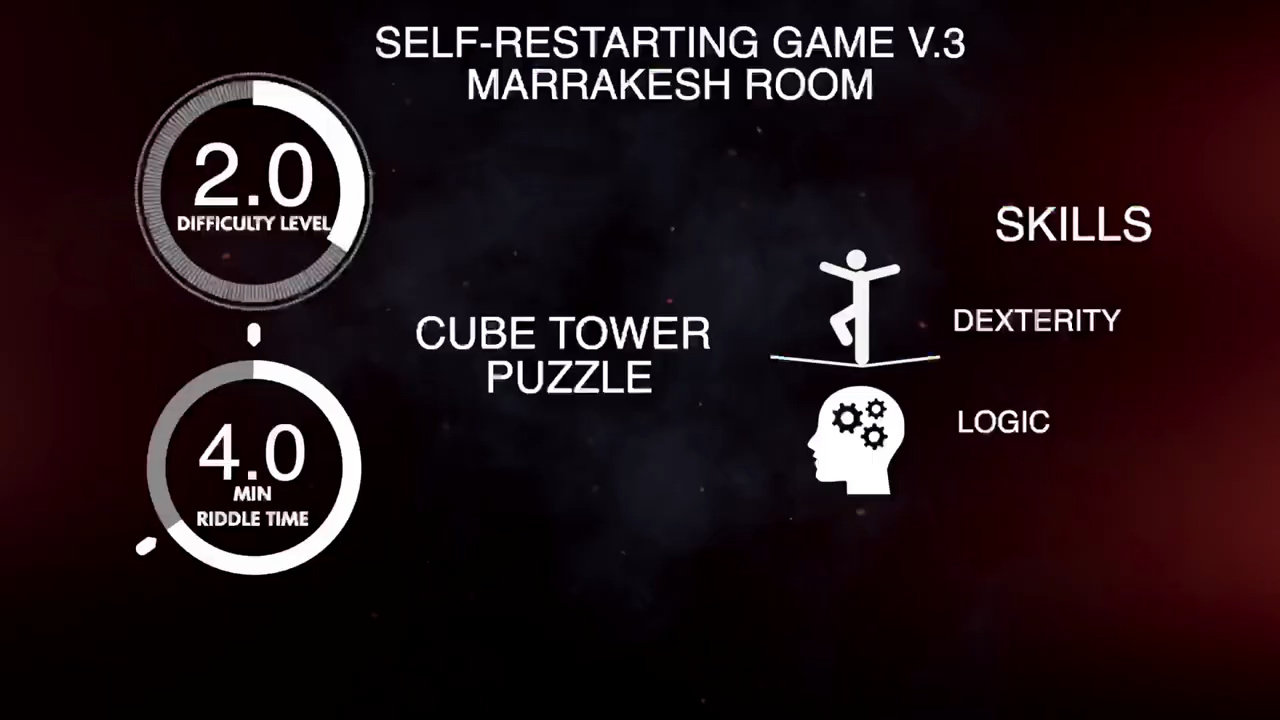 SELF-RESTARTING GAME V.3
MARRAKESH ROOM
2.0
DIFFICULTY LEVEL
4.0
MIN
RIDDLE TIME
CUBE TOWER
PUZZLE
SKILLS
DEXTERITY
LOGIC